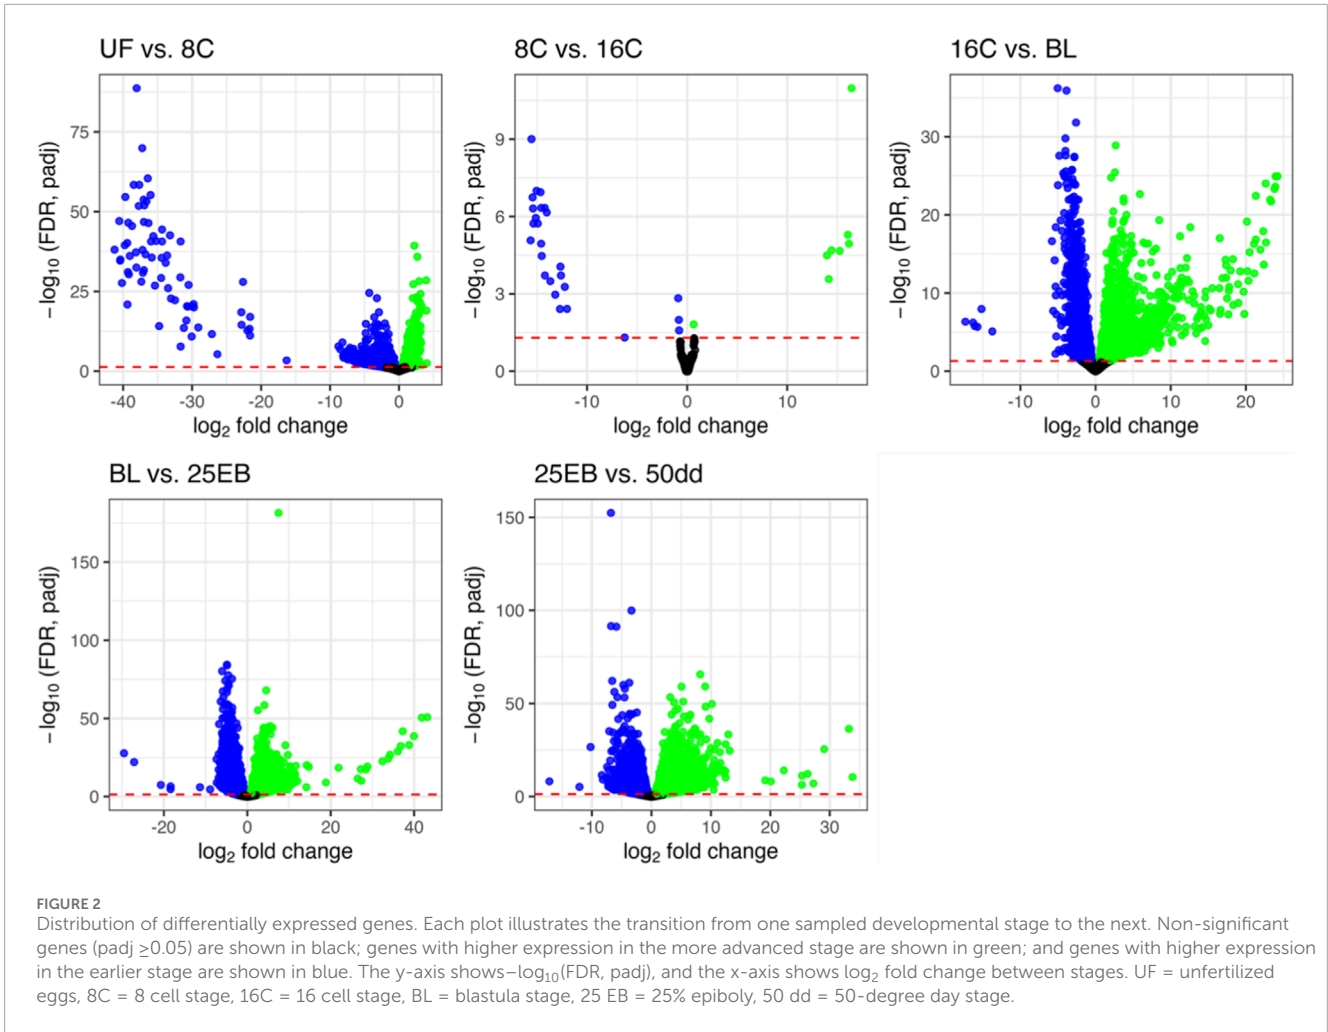 UF vs. 8C
8C vs. 16C
16C vs. BL
−log₁₀ (FDR, padj)
75
50
25
0
-40
-30
-20
-10
0
log₂ fold change
−log₁₀ (FDR, padj)
9
6
3
0
-10
0
10
log₂ fold change
−log₁₀ (FDR, padj)
30
20
10
0
-10
0
10
20
log₂ fold change
BL vs. 25EB
25EB vs. 50dd
−log₁₀ (FDR, padj)
150
100
50
0
-20
0
20
40
log₂ fold change
−log₁₀ (FDR, padj)
150
100
50
0
-10
0
10
20
30
log₂ fold change
FIGURE 2
Distribution of differentially expressed genes. Each plot illustrates the transition from one sampled developmental stage to the next. Non-significant
genes (padj ≥0.05) are shown in black; genes with higher expression in the more advanced stage are shown in green; and genes with higher expression
in the earlier stage are shown in blue. The y-axis shows–log₁₀(FDR, padj), and the x-axis shows log₂ fold change between stages. UF = unfertilized
eggs, 8C = 8 cell stage, 16C = 16 cell stage, BL = blastula stage, 25 EB = 25% epiboly, 50 dd = 50-degree day stage.